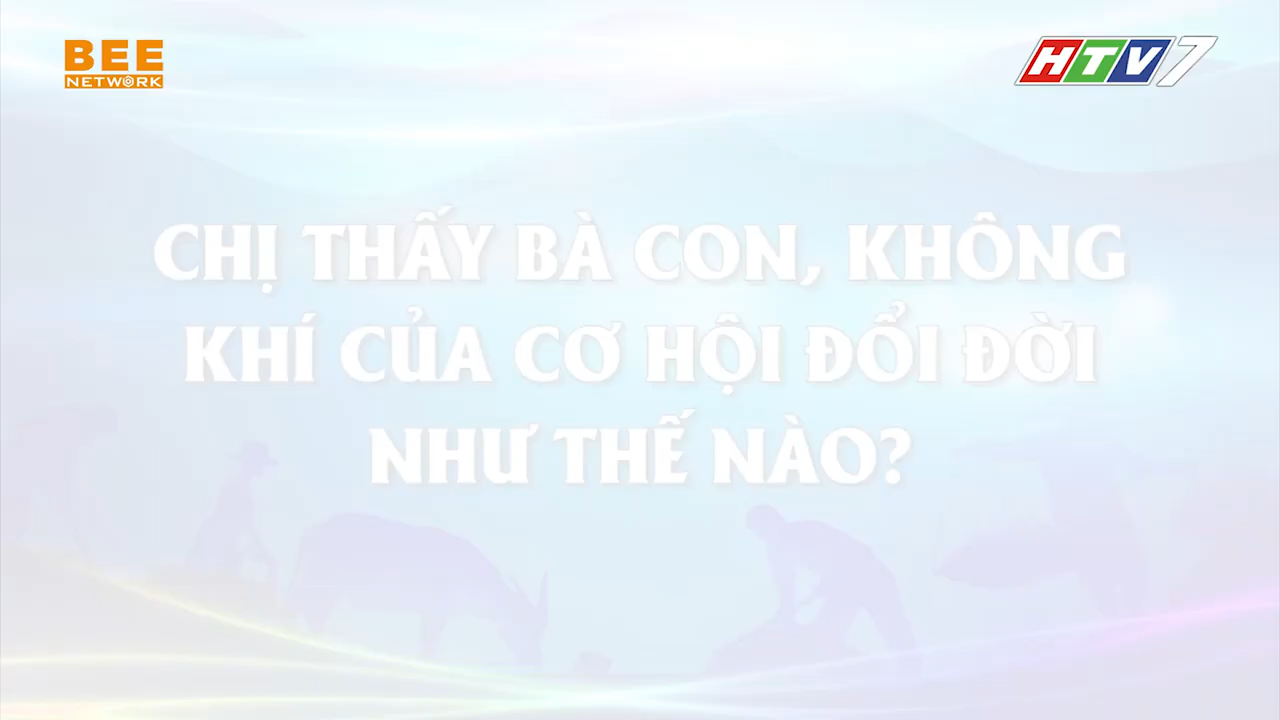 BEE
NETWORK
HTV7
CHỊ THẤY BÀ CON, KHÔNG
KHÍ CỦA CƠ HỘI ĐỔI ĐỜI
NHƯ THẾ NÀO?